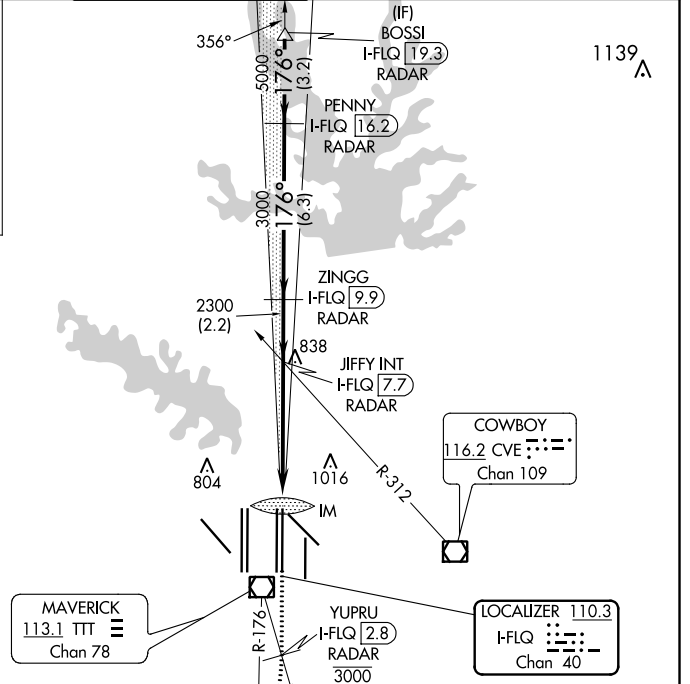 (IF)
BOSSI
I-FLQ 19.3
RADAR
356°
1139
5000
176°
(3.2)
PENNY
I-FLQ 16.2
RADAR
3000
176°
(6.3)
ZINGG
I-FLQ 9.9
RADAR
2300
(2.2)
838
JIFFY INT
I-FLQ 7.7
RADAR
COWBOY
116.2 CVE
Chan 109
R-312
804
1016
IM
MAVERICK
113.1 TTT
Chan 78
R-176
YUPRU
I-FLQ 2.8
RADAR
3000
LOCALIZER 110.3
I-FLQ
Chan 40